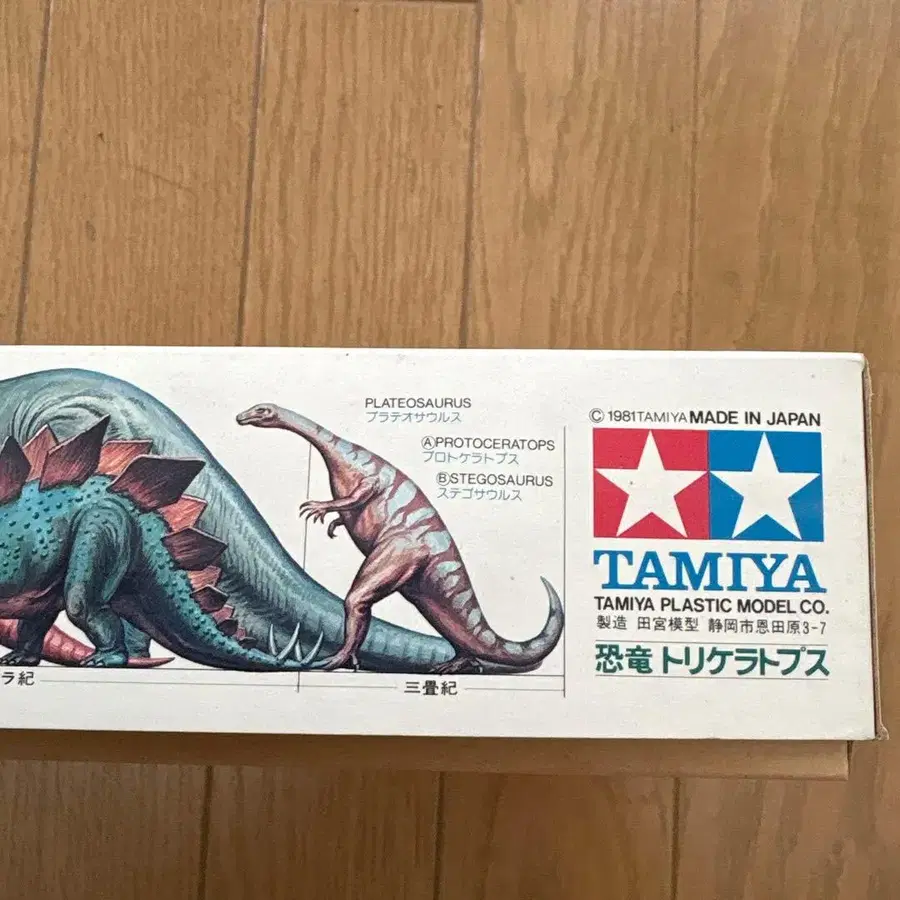 PLATEOSAURUS
プラテオサウルス
ⒶPROTOCERATOPS
プロトケラトプス
ⒷSTEGOSAURUS
ステゴサウルス
ラ紀
三畳紀
Ⓒ 1981 TAMIYA MADE IN JAPAN
TAMIYA
TAMIYA PLASTIC MODEL CO.
製造 田宮模型 静岡市恩田原3-7
恐竜 トリケラトプス